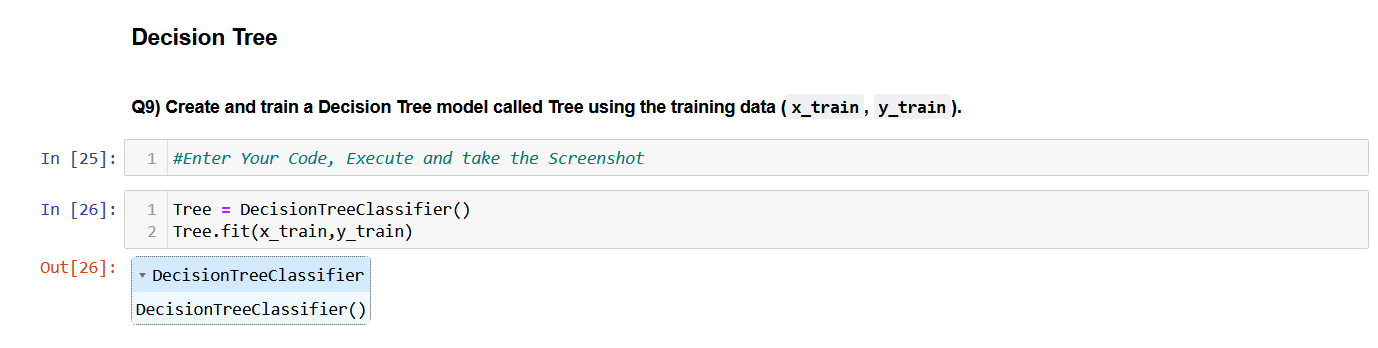 Decision Tree
Q9) Create and train a Decision Tree model called Tree using the training data ( x_train , y_train ).
In [25]: 1 #Enter Your Code, Execute and take the Screenshot
In [26]: 1 Tree = DecisionTreeClassifier()
2 Tree.fit(x_train,y_train)
Out[26]: ▾ DecisionTreeClassifier
DecisionTreeClassifier()